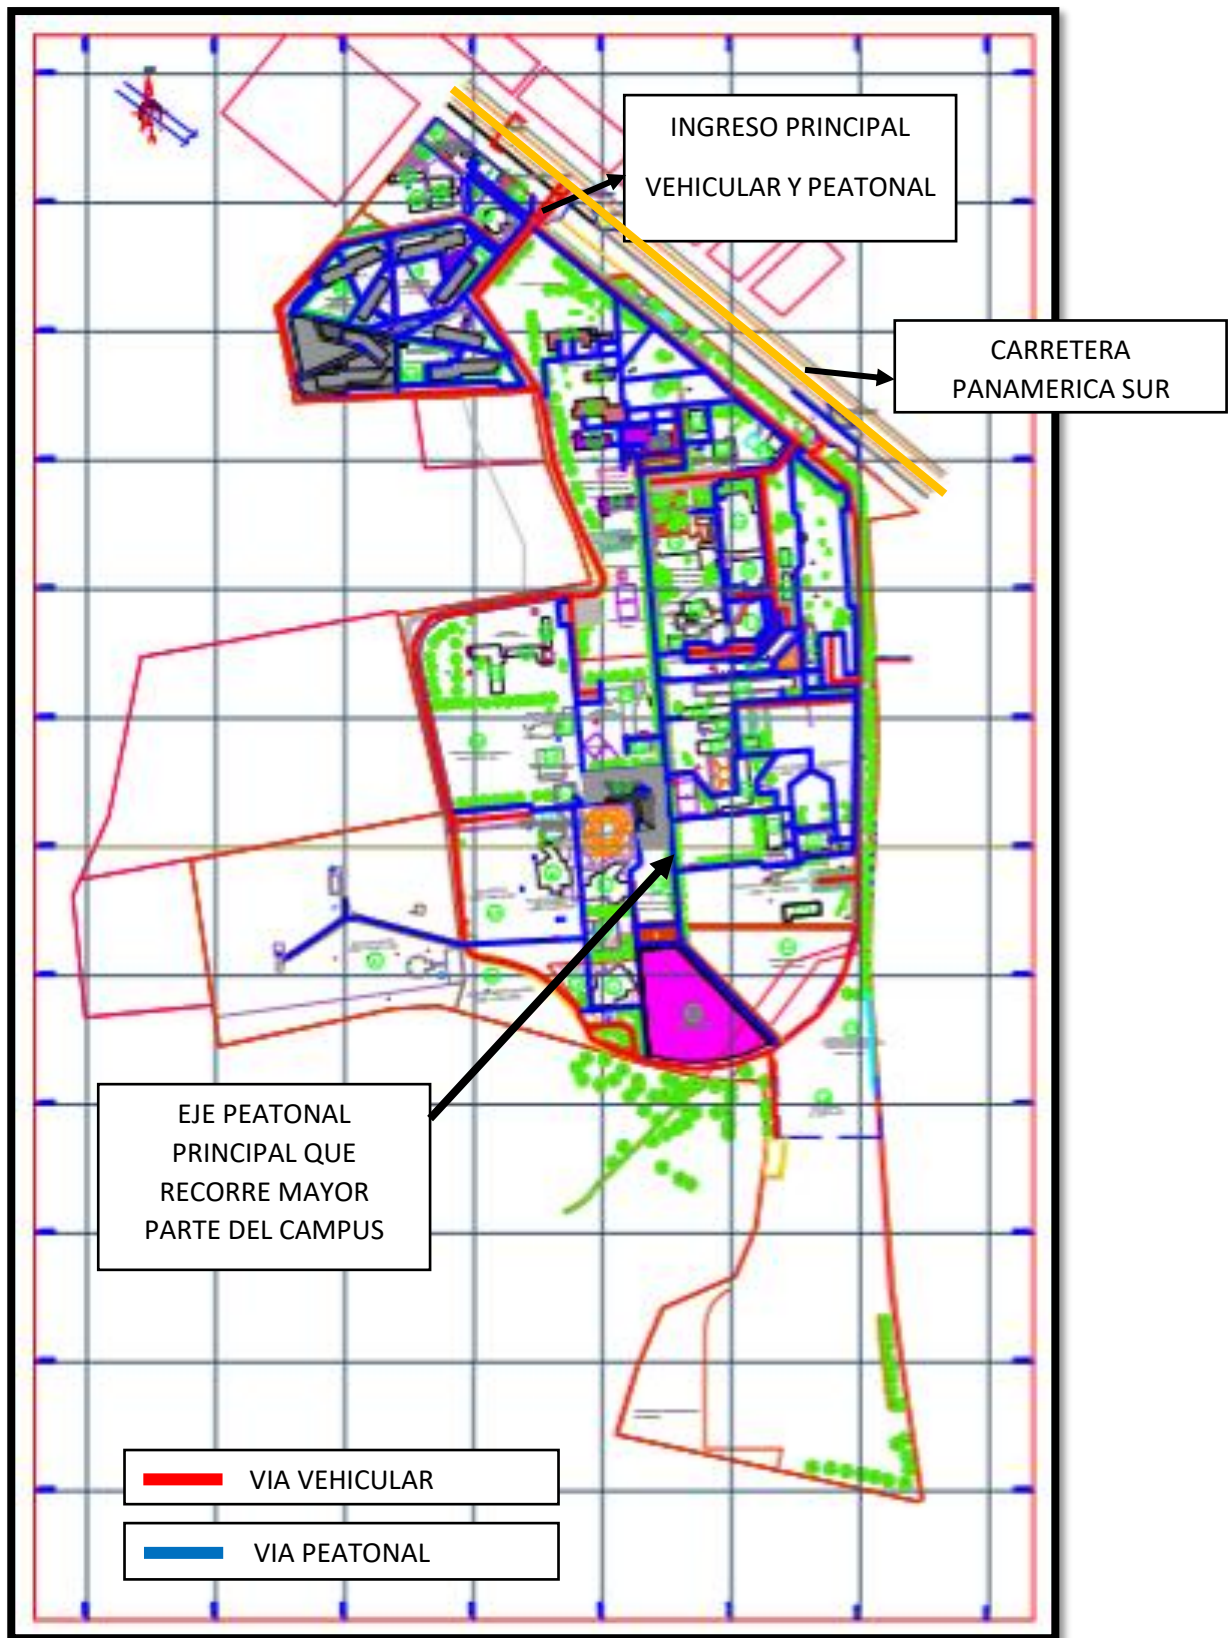 INGRESO PRINCIPAL
VEHICULAR Y PEATONAL
CARRETERA
PANAMERICA SUR
EJE PEATONAL
PRINCIPAL QUE
RECORRE MAYOR
PARTE DEL CAMPUS
VIA VEHICULAR
VIA PEATONAL